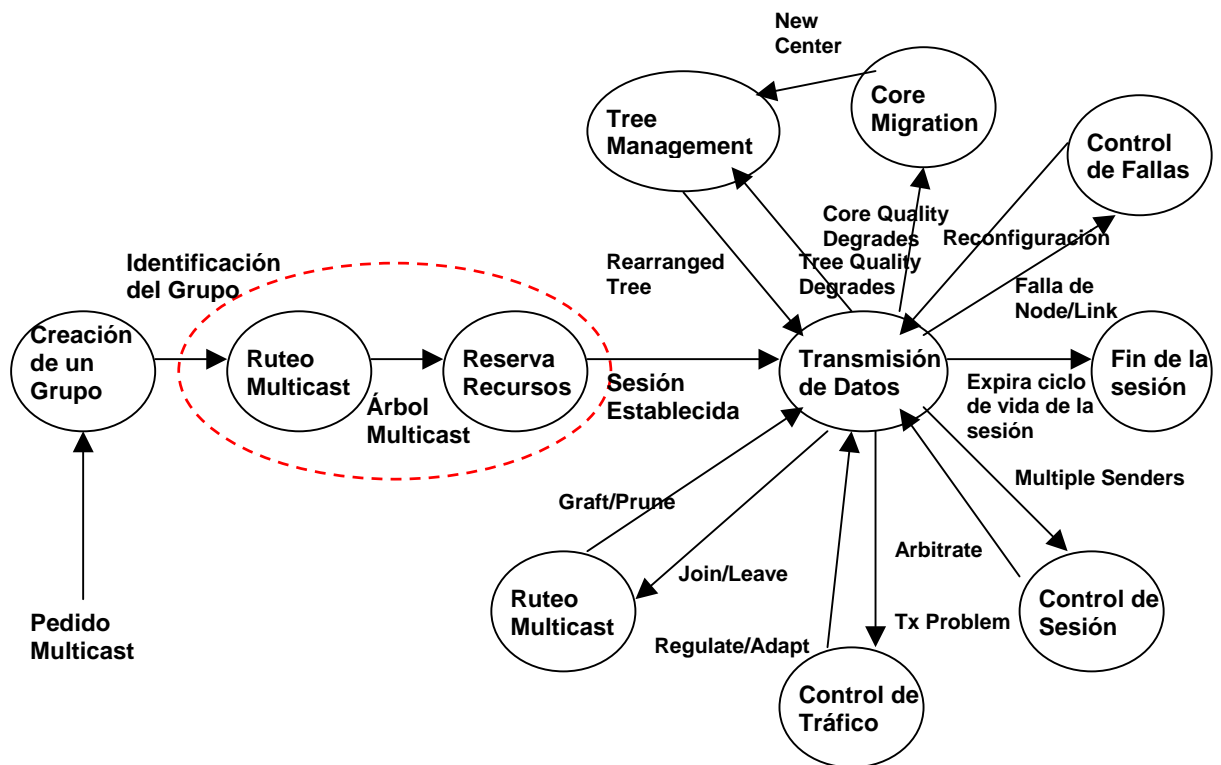 New
Center
Core
Migration
Tree
Management
Control
de Fallas
Core Quality
Degrades
Reconfiguración
Tree Quality
Degrades
Rearranged
Tree
Falla de
Node/Link
Identificación
del Grupo
Creación
de un
Grupo
Ruteo
Multicast
Reserva
Recursos
Árbol
Multicast
Sesión
Establecida
Transmisión
de Datos
Fin de la
sesión
Expira ciclo
de vida de la
sesión
Multiple Senders
Graft/Prune
Arbitrate
Join/Leave
Ruteo
Multicast
Tx Problem
Regulate/Adapt
Control de
Sesión
Control de
Tráfico
Pedido
Multicast